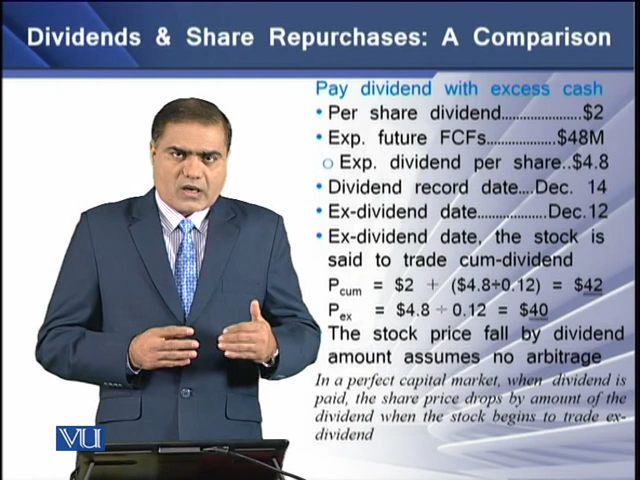 Dividends & Share Repurchases: A Comparison
Pay dividend with excess cash
• Per share dividend......................$2
• Exp. future FCFs...................$48M
o Exp. dividend per share..$4.8
• Dividend record date....Dec. 14
• Ex-dividend date...................Dec.12
• Ex-dividend date, the stock is
said to trade cum-dividend
Pcum = $2 + ($4.8÷0.12) = $42
Pex = $4.8 ÷ 0.12 = $40
The stock price fall by dividend
amount assumes no arbitrage
In a perfect capital market, when dividend is
paid, the share price drops by amount of the
dividend when the stock begins to trade ex-
dividend
VU